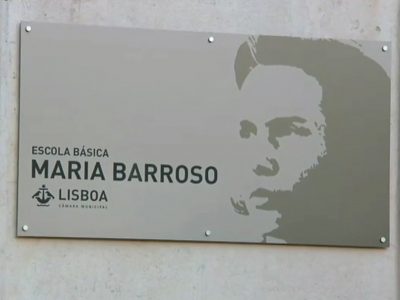 ESCOLA BÁSICA
MARIA BARROSO
LISBOA
CÂMARA MUNICIPAL